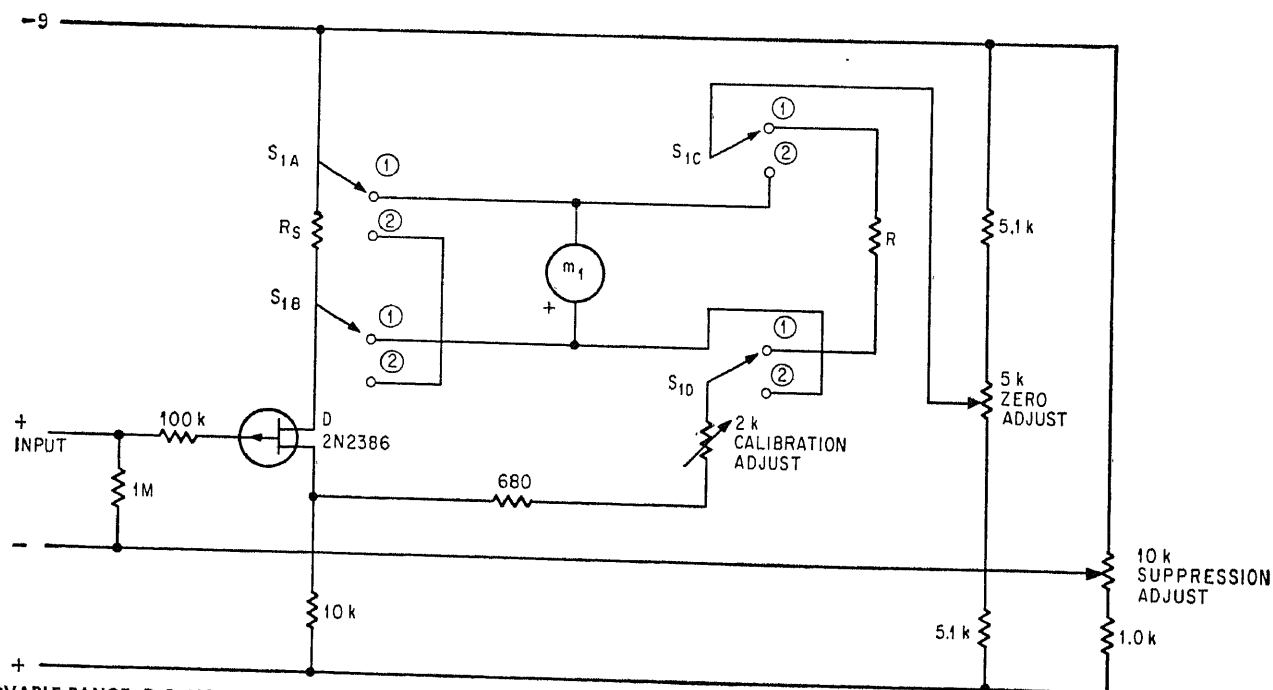 −9
S1A
①
②
RS
S1B
①
②
m1
+
S1C
①
②
R
5.1 k
S1D
①
②
5 k
ZERO
ADJUST
2 k
CALIBRATION
ADJUST
+
INPUT
100 k
D
2N2386
1M
680
−
10 k
SUPPRESSION
ADJUST
10 k
5.1 k
1.0 k
+
RANGE